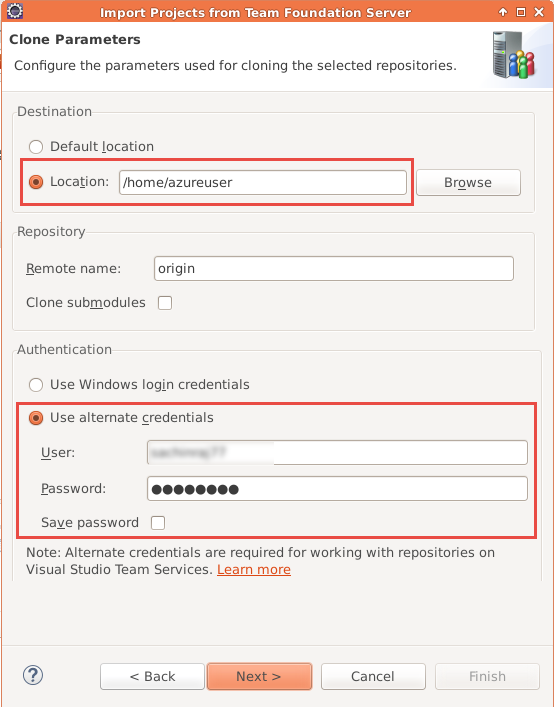 Import Projects from Team Foundation Server
Clone Parameters
Configure the parameters used for cloning the selected repositories.
Destination
Default location
Location: /home/azureuser Browse
Repository
Remote name: origin
Clone submodules
Authentication
Use Windows login credentials
Use alternate credentials
User:
Password: ●●●●●●●●
Save password
Note: Alternate credentials are required for working with repositories on
Visual Studio Team Services. Learn more
? < Back Next > Cancel Finish